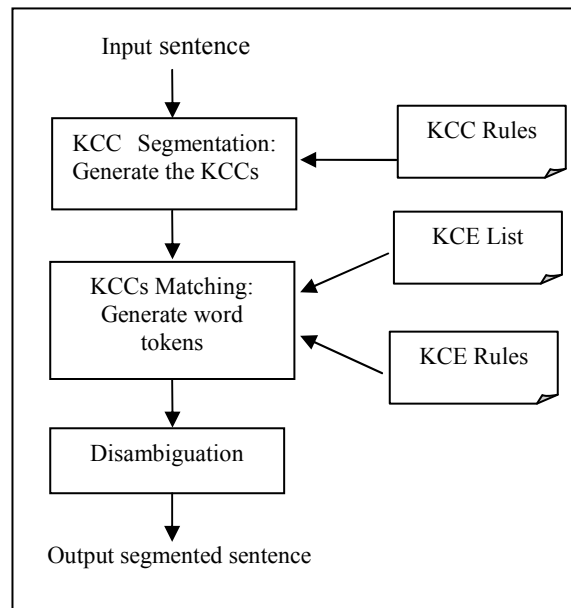 Input sentence
KCC Segmentation:
Generate the KCCs
KCC Rules
KCE List
KCCs Matching:
Generate word
tokens
KCE Rules
Disambiguation
Output segmented sentence